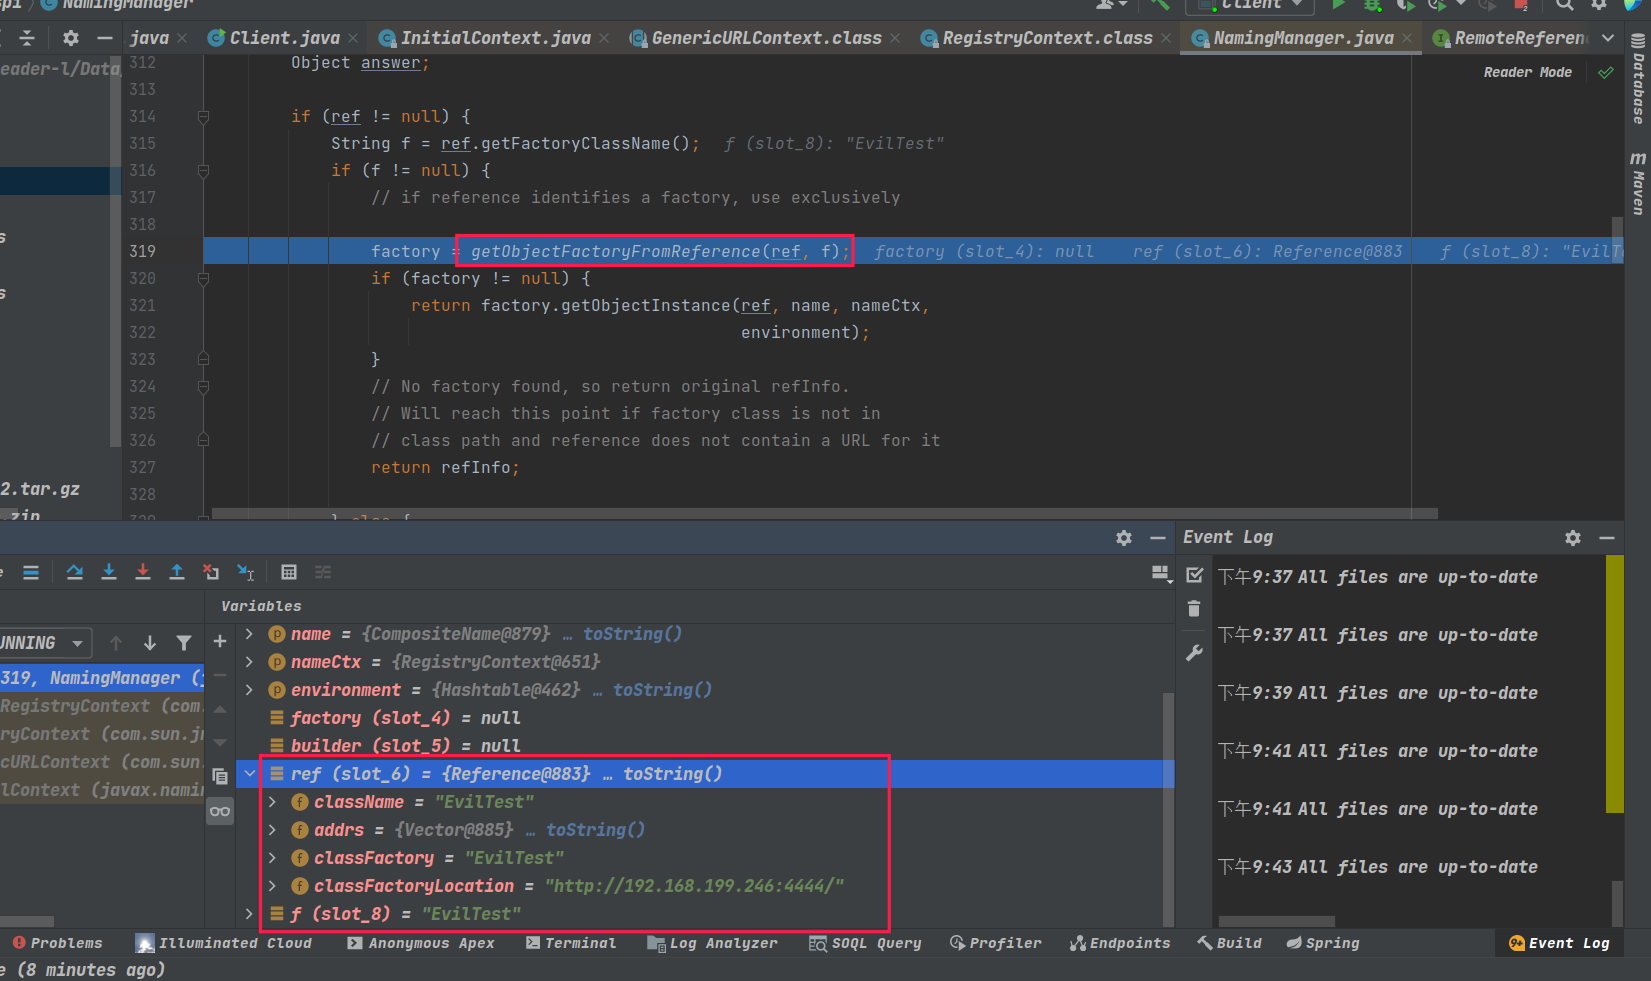 NamingManager
Client
java
Client.java
InitialContext.java
GenericURLContext.class
RegistryContext.class
NamingManager.java
Reader Mode
Database
Maven
312 Object answer;
313
314 if (ref != null) {
315 String f = ref.getFactoryClassName(); f (slot_8): "EvilTest"
316 if (f != null) {
317 // if reference identifies a factory, use exclusively
318
319 factory = getObjectFactoryFromReference(ref, f); factory (slot_4): null ref (slot_6): Reference@883
320 if (factory != null) {
321 return factory.getObjectInstance(ref, name, nameCtx,
322 environment);
323 }
324 // No factory found, so return original refInfo.
325 // Will reach this point if factory class is not in
326 // class path and reference does not contain a URL for it
327 return refInfo;
328
2.tar.gz
.zip
319, NamingManager
RegistryContext (com.
ryContext (com.sun.j
cURLContext (com.sun.
lContext (javax.nami
Variables
name = {CompositeName@879} … toString()
nameCtx = {RegistryContext@651}
environment = {Hashtable@462} … toString()
factory (slot_4) = null
builder (slot_5) = null
ref (slot_6) = {Reference@883} … toString()
className = "EvilTest"
addrs = {Vector@885} … toString()
classFactory = "EvilTest"
classFactoryLocation = "http://192.168.199.246:4444/"
f (slot_8) = "EvilTest"
Event Log
下午9:37 All files are up-to-date
下午9:37 All files are up-to-date
下午9:39 All files are up-to-date
下午9:41 All files are up-to-date
下午9:41 All files are up-to-date
下午9:43 All files are up-to-date
Problems
Illuminated Cloud
Anonymous Apex
Terminal
Log Analyzer
SOQL Query
Profiler
Endpoints
Build
Spring
Event Log
(8 minutes ago)